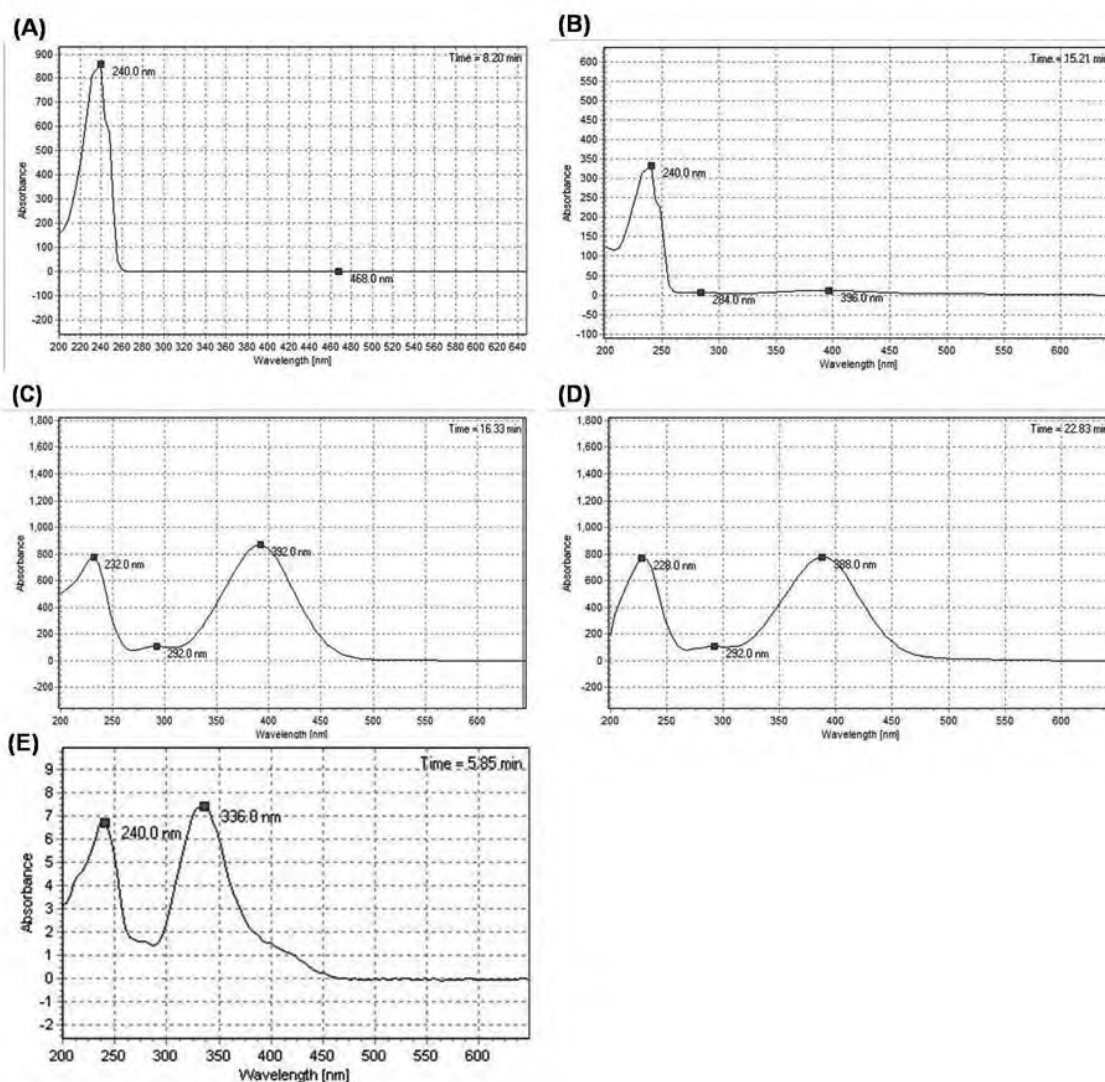 (A)
Time = 8.20 min
900
800
700
600
500
400
300
200
100
0
-100
-200
Absorbance
240.0 nm
468.0 nm
200 220 240 260 280 300 320 340 360 380 400 420 440 460 480 500 520 540 560 580 600 620 640
Wavelength [nm]
(B)
Time = 15.21 min
600
550
500
450
400
350
300
250
200
150
100
50
0
-50
-100
Absorbance
240.0 nm
284.0 nm
396.0 nm
200 250 300 350 400 450 500 550 600
Wavelength [nm]
(C)
Time = 16.33 min
1,800
1,600
1,400
1,200
1,000
800
600
400
200
0
-200
Absorbance
232.0 nm
292.0 nm
392.0 nm
200 250 300 350 400 450 500 550 600
Wavelength [nm]
(D)
Time = 22.83 min
1,800
1,600
1,400
1,200
1,000
800
600
400
200
0
-200
Absorbance
228.0 nm
292.0 nm
388.0 nm
200 250 300 350 400 450 500 550 600
Wavelength [nm]
(E)
Time = 5.85 min
9
8
7
6
5
4
3
2
1
0
-1
-2
Absorbance
240.0 nm
336.0 nm
200 250 300 350 400 450 500 550 600
Wavelength [nm]